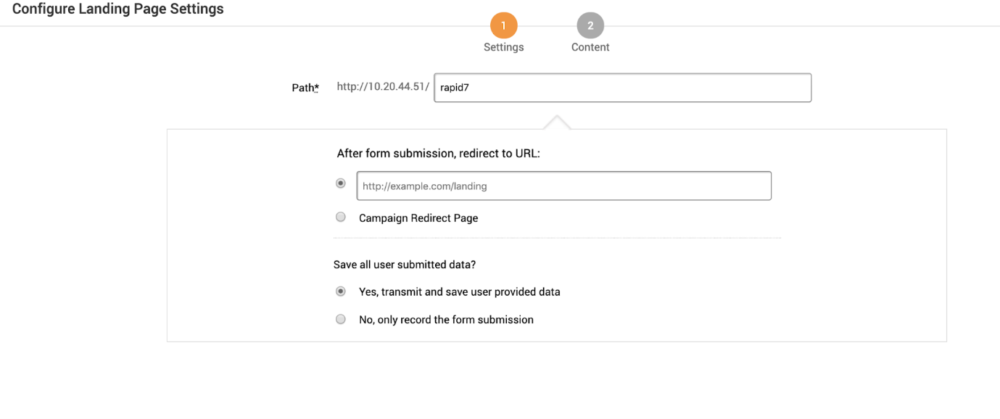 Configure Landing Page Settings
1
2
Settings
Content
Path* http://10.20.44.51/ rapid7
After form submission, redirect to URL:
http://example.com/landing
Campaign Redirect Page
Save all user submitted data?
Yes, transmit and save user provided data
No, only record the form submission